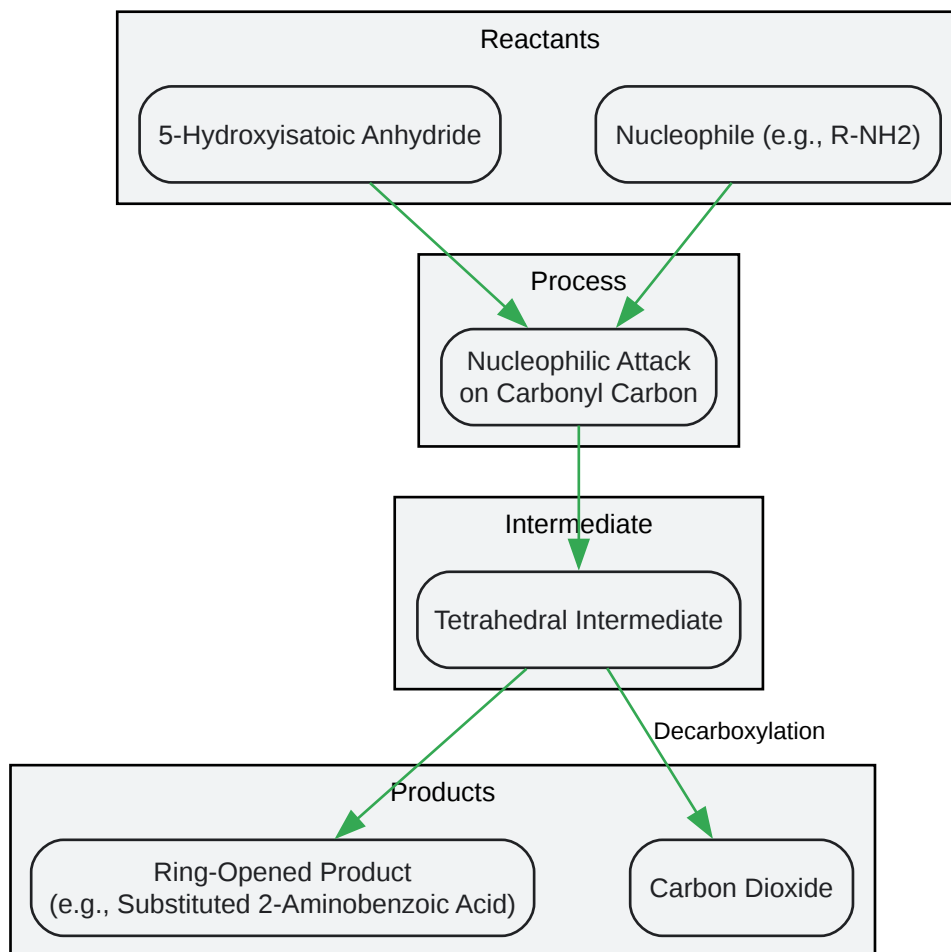 Reactants
5-Hydroxyisatoic Anhydride
Nucleophile (e.g., R-NH2)
Process
Nucleophilic Attack
on Carbonyl Carbon
Intermediate
Tetrahedral Intermediate
Decarboxylation
Products
Ring-Opened Product
(e.g., Substituted 2-Aminobenzoic Acid)
Carbon Dioxide